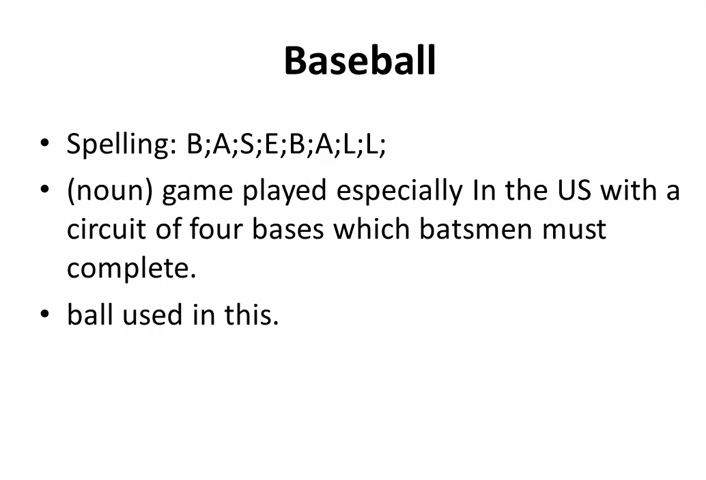 Baseball
• Spelling: B;A;S;E;B;A;L;L;
• (noun) game played especially In the US with a
circuit of four bases which batsmen must
complete.
• ball used in this.